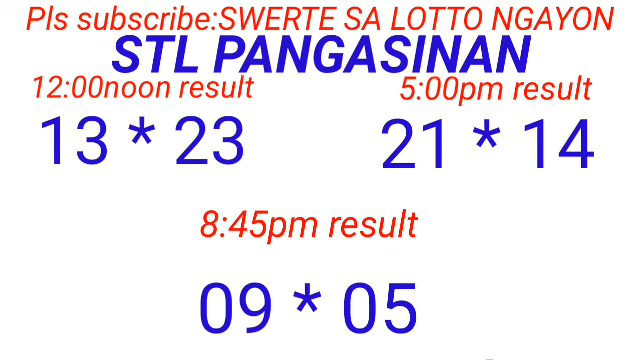 Pls subscribe:SWERTE SA LOTTO NGAYON
STL PANGASINAN
12:00noon result
13 * 23
5:00pm result
21 * 14
8:45pm result
09 * 05